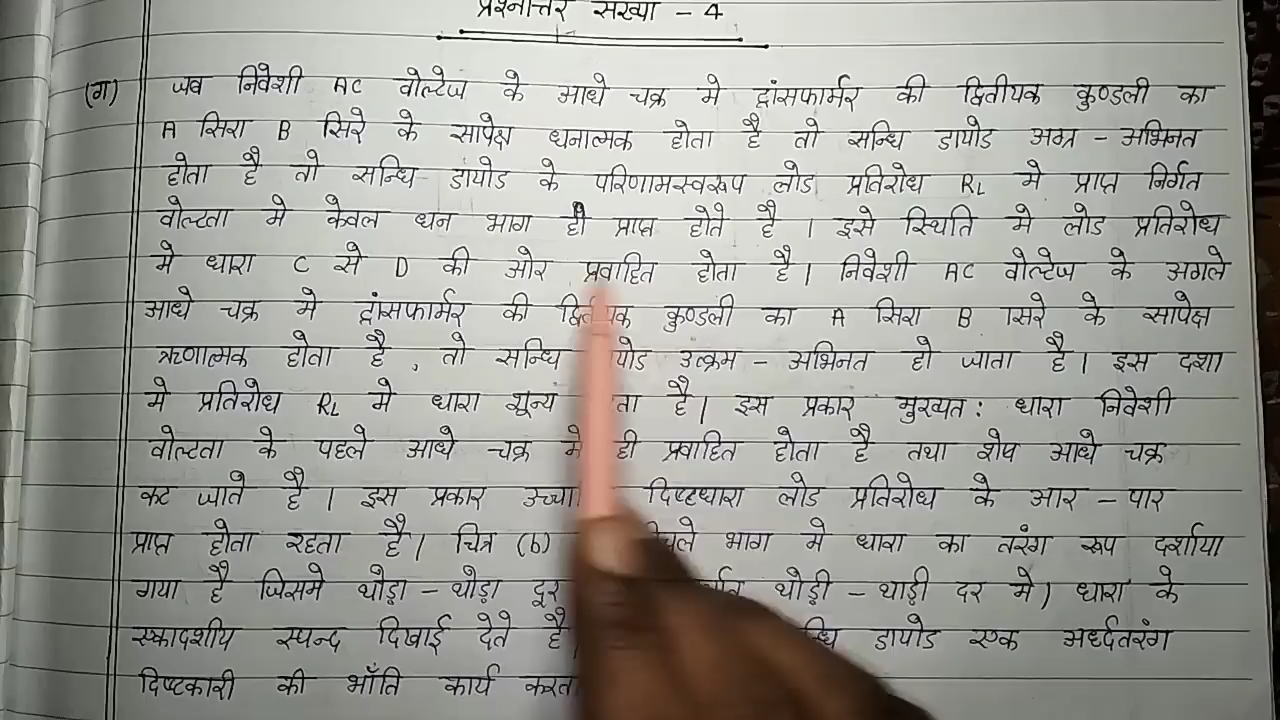 प्रश्नोत्तर संख्या - 4
(ग) जब निवेशी AC वोल्टेज के आधे चक्र मे ट्रांसफार्मर की द्वितीयक कुण्डली का
A सिरा B सिरे के सापेक्ष धनात्मक होता है तो सन्धि डायोड अग्र - अभिनत
होता है तो सन्धि डायोड के परिणामस्वरूप लोड प्रतिरोध RL मे प्राप्त निर्गत
वोल्टता मे केवल धन भाग ही प्राप्त होते है । इसे स्थिति मे लोड प्रतिरोध
मे धारा C से D की ओर प्रवाहित होता है। निवेशी AC वोल्टेज के अगले
आधे चक्र मे ट्रांसफार्मर की कुण्डली का A सिरा B सिरे के सापेक्ष
ऋणात्मक होता है , तो सन्धि उत्क्रम - अभिनत हो जाता है। इस दशा
मे प्रतिरोध RL मे धारा शून्य है। इस प्रकार मुख्यत: धारा निवेशी
वोल्टता के पहले आधे चक्र मे ही प्रवाहित होता है तथा शेष आधे चक्र
कट जाते है । इस प्रकार दिष्टधारा लोड प्रतिरोध के आर - पार
प्राप्त होता रहता है। चित्र (b) भाग मे धारा का तरंग रूप दर्शाया
गया है जिसमे थोड़ा - थोड़ा दूर थोड़ी - थाड़ी दर मे) धारा के
एकादशीय स्पन्द दिखाई देते है डायोड एक अर्धदतरंग
दिष्टकारी की भाँति कार्य करता